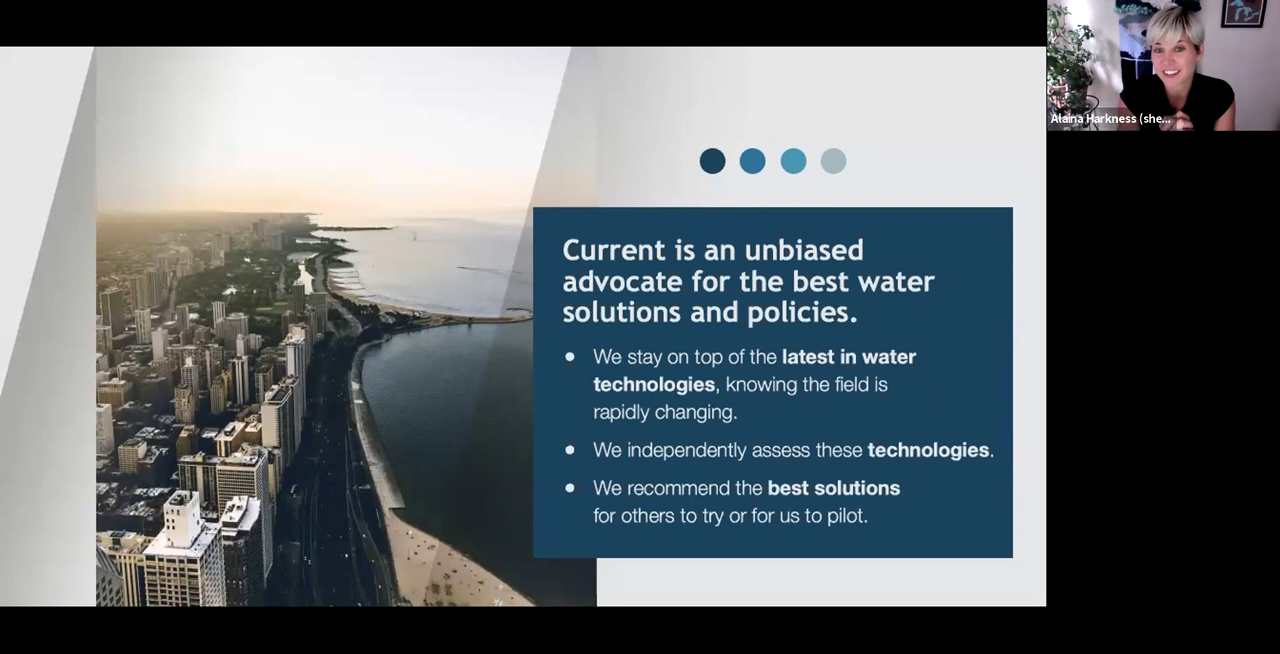 Alaina Harkness (she...
Current is an unbiased
advocate for the best water
solutions and policies.
• We stay on top of the latest in water
technologies, knowing the field is
rapidly changing.
• We independently assess these technologies.
• We recommend the best solutions
for others to try or for us to pilot.